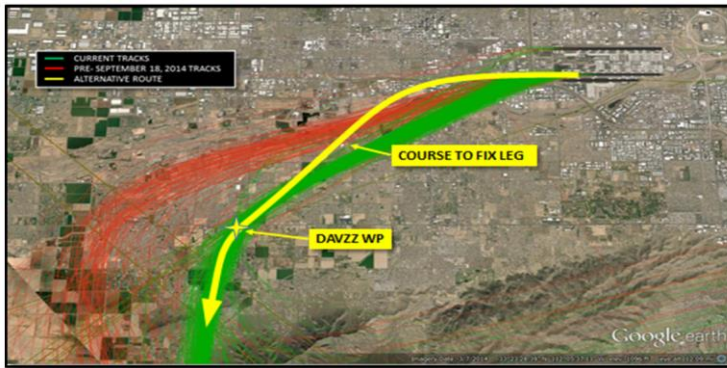 CURRENT TRACKS
PRE- SEPTEMBER 18, 2014 TRACKS
ALTERNATIVE ROUTE
COURSE TO FIX LEG
DAVZZ WP
Google earth